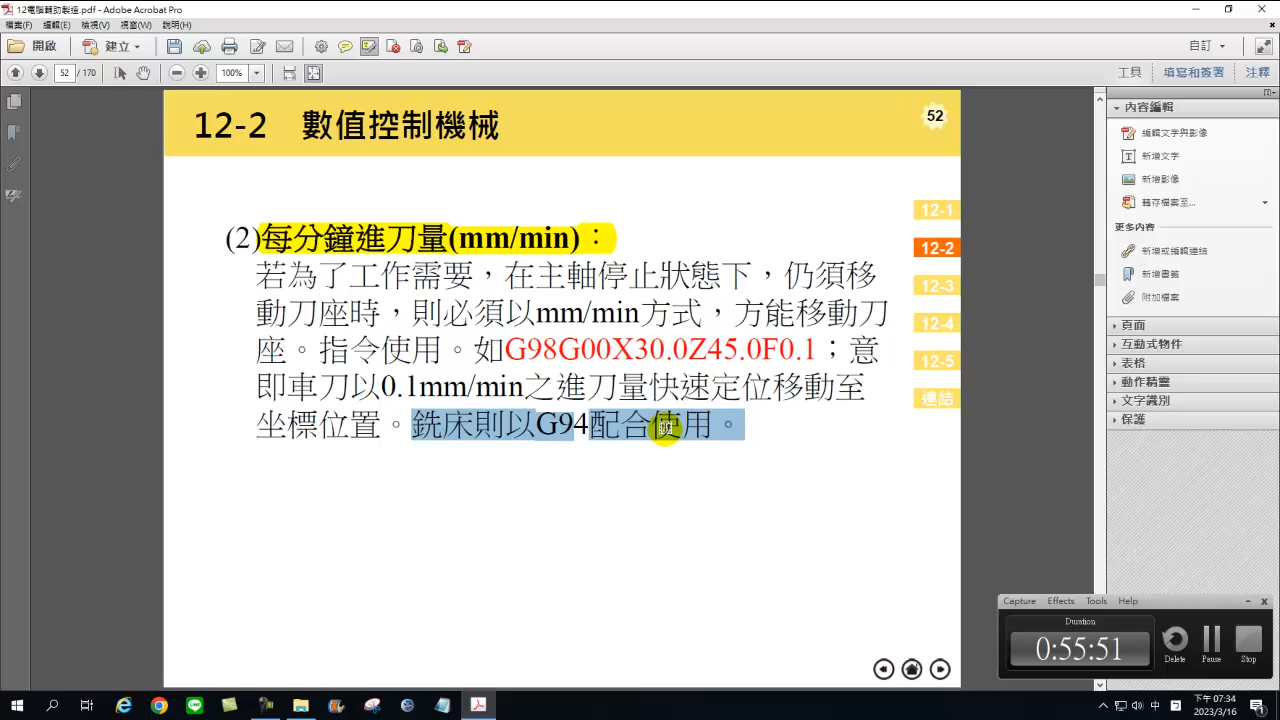 12電腦輔助製造.pdf - Adobe Acrobat Pro
檔案(F) 編輯(E) 檢視(V) 視窗(W) 說明(H)
開啟 建立 自訂
52 / 170 100% 工具 填寫和簽署 注釋
12-2 數值控制機械 52
(2)每分鐘進刀量(mm/min)：
若為了工作需要，在主軸停止狀態下，仍須移
動刀座時，則必須以mm/min方式，方能移動刀
座。指令使用。如G98G00X30.0Z45.0F0.1；意
即車刀以0.1mm/min之進刀量快速定位移動至
坐標位置。銑床則以G94配合使用。
12-1
12-2
12-3
12-4
12-5
連結
內容編輯
編輯文字與影像
新增文字
新增影像
轉存檔案至...
更多內容
新增或編輯連結
新增書籤
附加檔案
頁面
互動式物件
表格
動作精靈
文字識別
保護
Capture Effects Tools Help
Duration
0:55:51
Delete Pause Stop
中
下午 07:34
2023/3/16